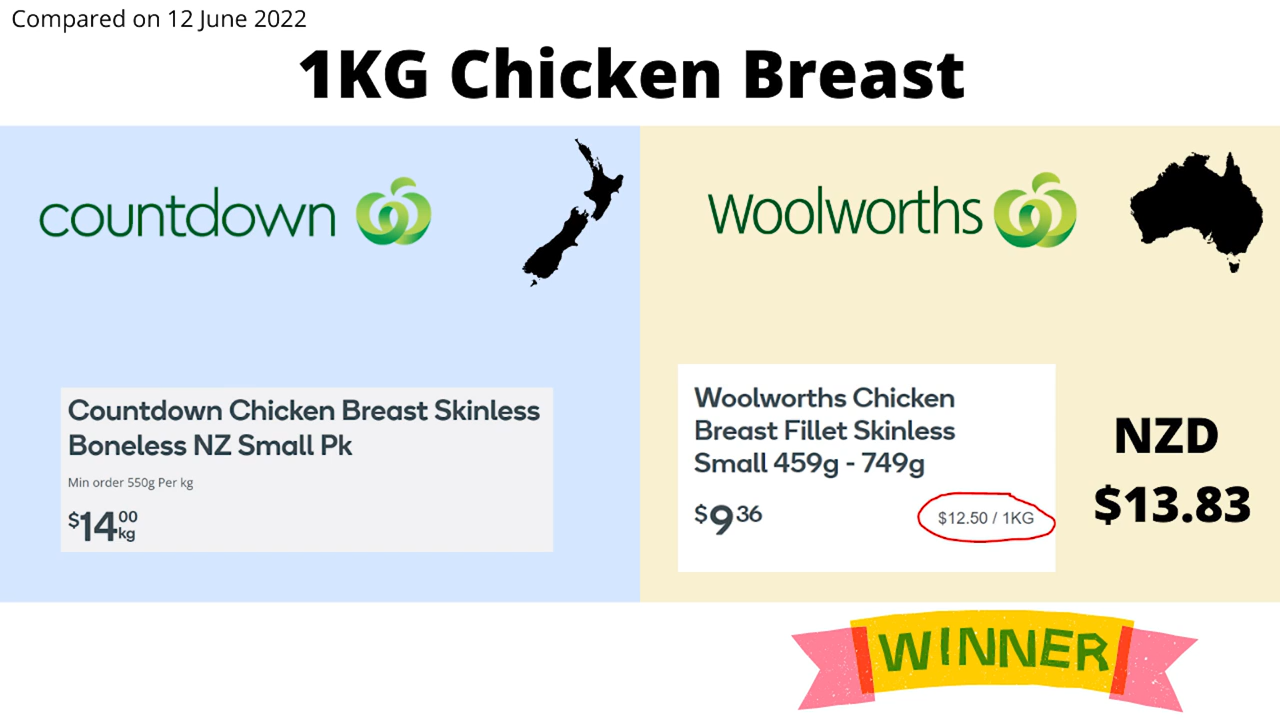 Compared on 12 June 2022
1KG Chicken Breast
countdown
Countdown Chicken Breast Skinless
Boneless NZ Small Pk
Min order 550g Per kg
$14 00 kg
Woolworths
Woolworths Chicken
Breast Fillet Skinless
Small 459g - 749g
$9 36
$12.50 / 1KG
NZD
$13.83
WINNER